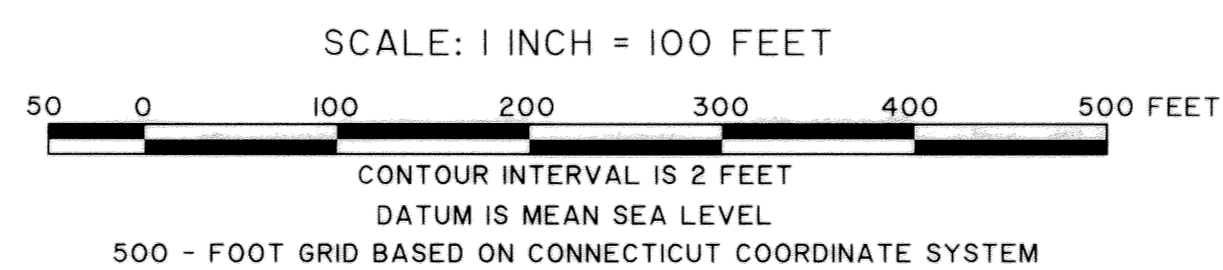 SCALE: 1 INCH = 100 FEET
50 0 100 200 300 400 500 FEET
CONTOUR INTERVAL IS 2 FEET
DATUM IS MEAN SEA LEVEL
500 - FOOT GRID BASED ON CONNECTICUT COORDINATE SYSTEM